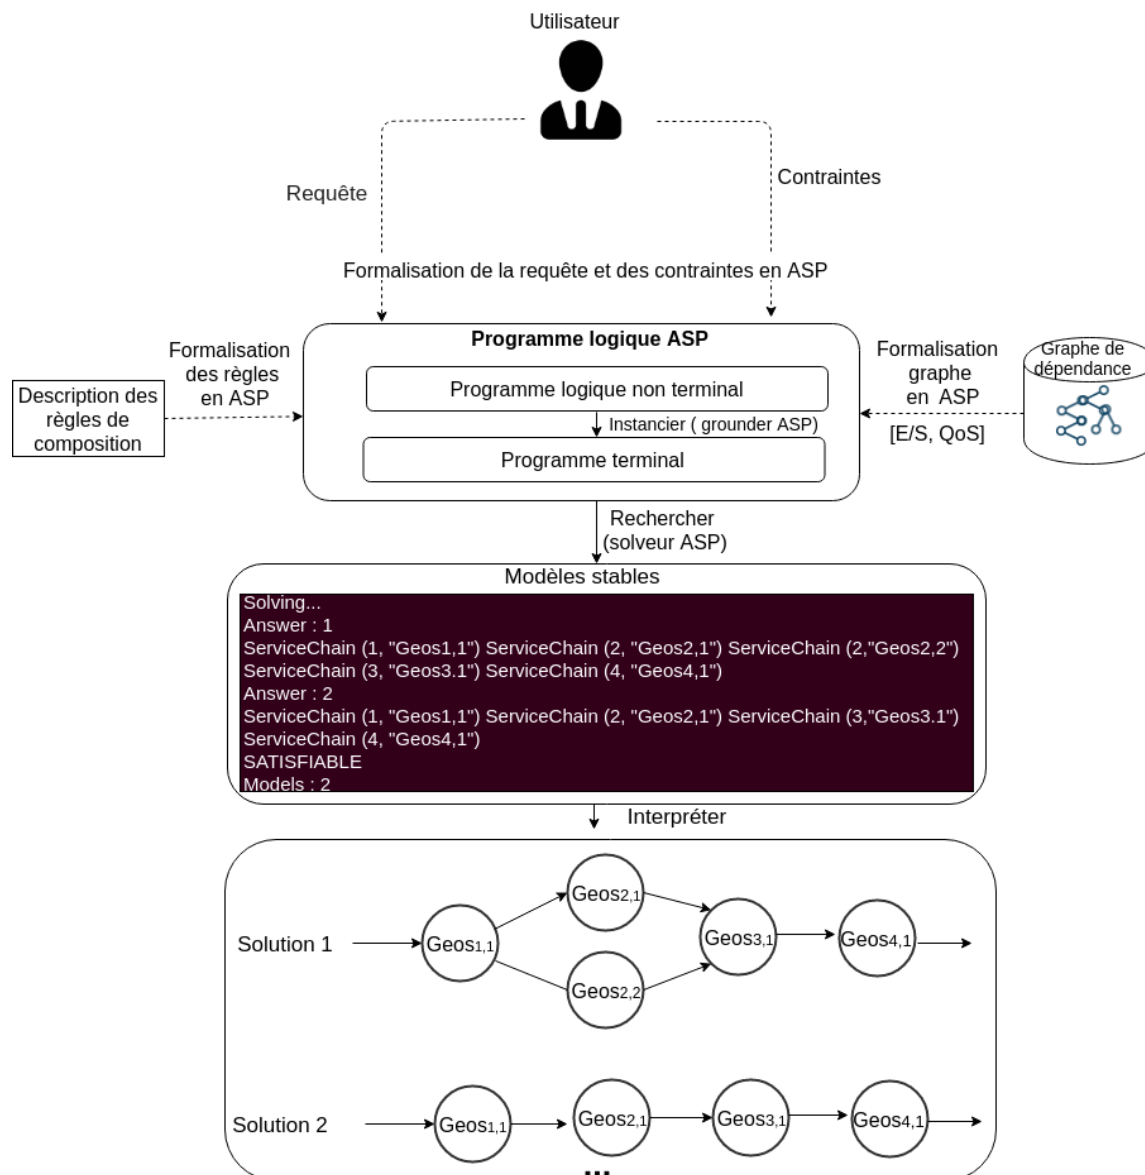 Utilisateur
Requête
Contraintes
Formalisation de la requête et des contraintes en ASP
Programme logique ASP
Formalisation
des règles
en ASP
Description des
règles de
composition
Programme logique non terminal
Instancier ( grounder ASP)
Programme terminal
Formalisation
graphe
en ASP
[E/S, QoS]
Graphe de
dépendance
Rechercher
(solveur ASP)
Modèles stables
Solving...
Answer : 1
ServiceChain (1, "Geos1,1") ServiceChain (2, "Geos2,1") ServiceChain (2,"Geos2,2")
ServiceChain (3, "Geos3.1") ServiceChain (4, "Geos4,1")
Answer : 2
ServiceChain (1, "Geos1,1") ServiceChain (2, "Geos2,1") ServiceChain (3,"Geos3.1")
ServiceChain (4, "Geos4,1")
SATISFIABLE
Models : 2
Interpréter
Solution 1
Geos1,1
Geos2,1
Geos2,2
Geos3,1
Geos4,1
Solution 2
Geos1,1
Geos2,1
Geos3,1
Geos4,1
...